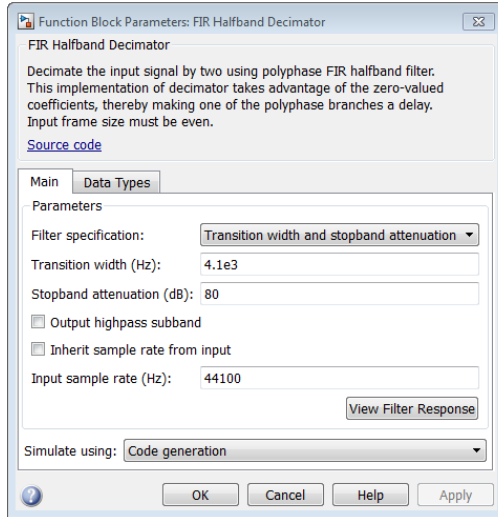 Function Block Parameters: FIR Halfband Decimator
FIR Halfband Decimator
Decimate the input signal by two using polyphase FIR halfband filter.
This implementation of decimator takes advantage of the zero-valued
coefficients, thereby making one of the polyphase branches a delay.
Input frame size must be even.
Source code
Main Data Types
Parameters
Filter specification: Transition width and stopband attenuation
Transition width (Hz): 4.1e3
Stopband attenuation (dB): 80
Output highpass subband
Inherit sample rate from input
Input sample rate (Hz): 44100
View Filter Response
Simulate using: Code generation
? OK Cancel Help Apply